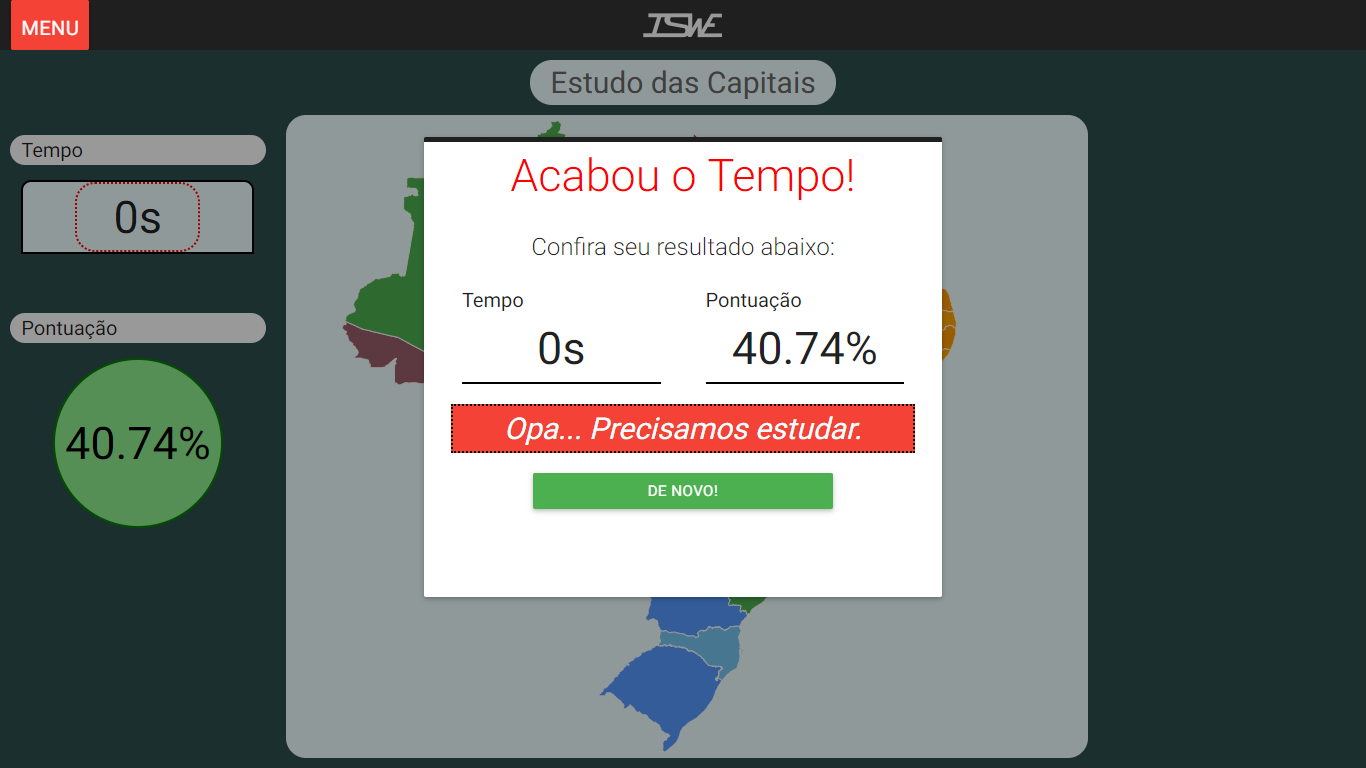 MENU
ISWE
Estudo das Capitais
Tempo
0s
Pontuação
40.74%
Acabou o Tempo!
Confira seu resultado abaixo:
Tempo
Pontuação
0s
40.74%
Opa... Precisamos estudar.
DE NOVO!